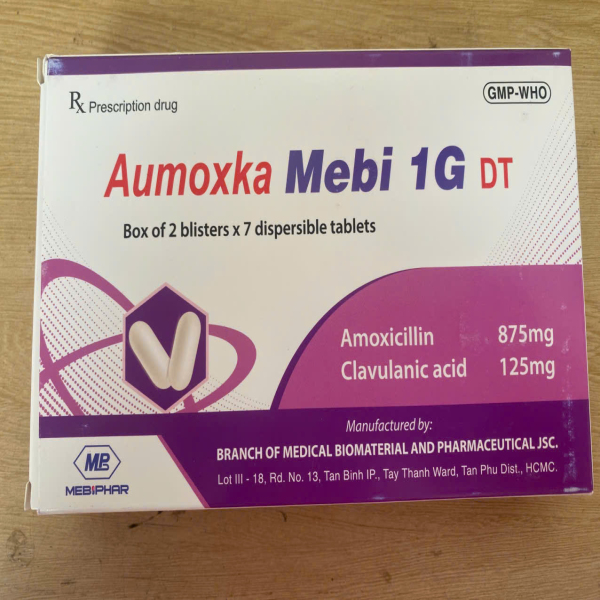 Rx Prescription drug
GMP-WHO
Aumoxka Mebi 1G DT
Box of 2 blisters x 7 dispersible tablets
Amoxicillin 875mg
Clavulanic acid 125mg
Manufactured by:
BRANCH OF MEDICAL BIOMATERIAL AND PHARMACEUTICAL JSC.
Lot III - 18, Rd. No. 13, Tan Binh IP., Tay Thanh Ward, Tan Phu Dist., HCMC.
MP
MEBIPHAR